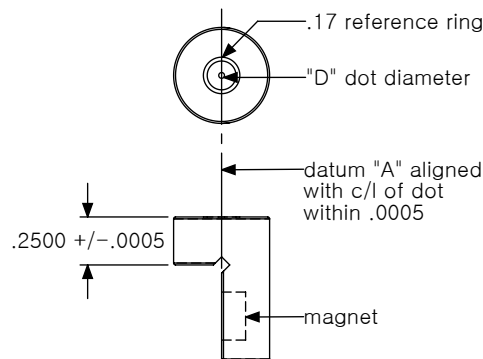 .17 reference ring
"D" dot diameter
datum "A" aligned
with c/l of dot
within .0005
.2500 +/-.0005
magnet